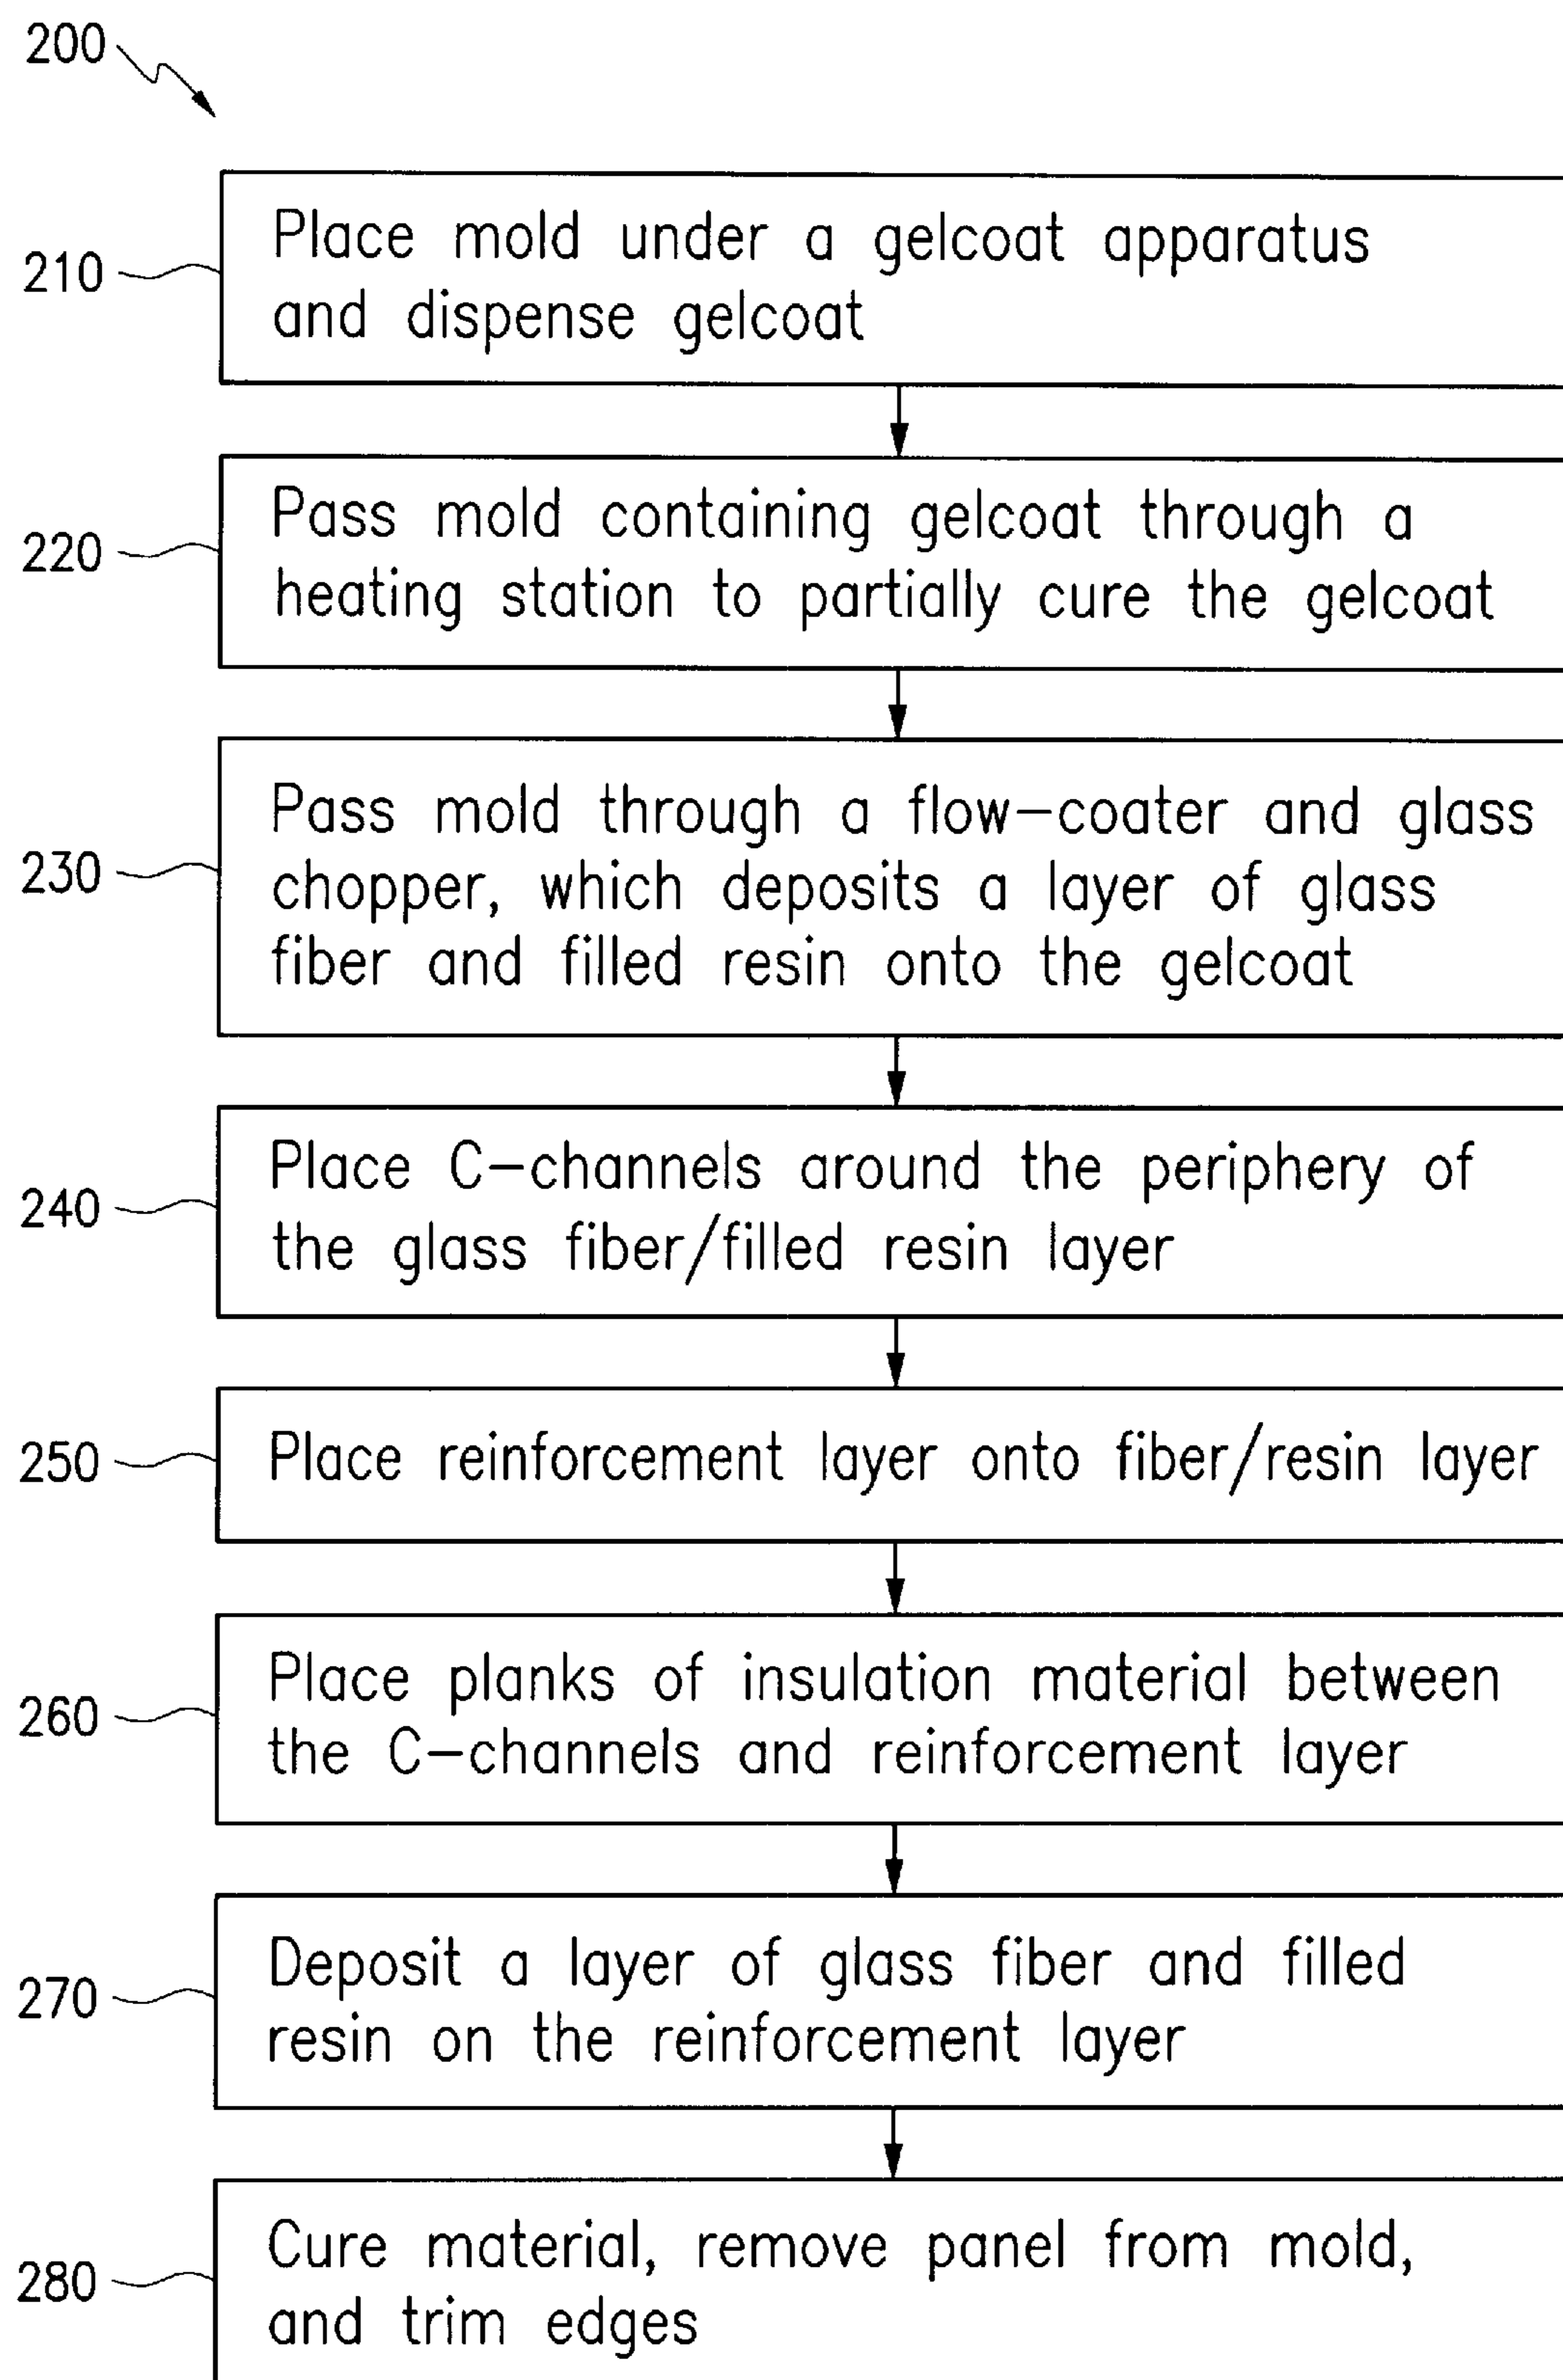 200
210
Place mold under a gelcoat apparatus
and dispense gelcoat
220
Pass mold containing gelcoat through a
heating station to partially cure the gelcoat
230
Pass mold through a flow-coater and glass
chopper, which deposits a layer of glass
fiber and filled resin onto the gelcoat
240
Place C-channels around the periphery of
the glass fiber/filled resin layer
250
Place reinforcement layer onto fiber/resin layer
260
Place planks of insulation material between
the C-channels and reinforcement layer
270
Deposit a layer of glass fiber and filled
resin on the reinforcement layer
280
Cure material, remove panel from mold,
and trim edges